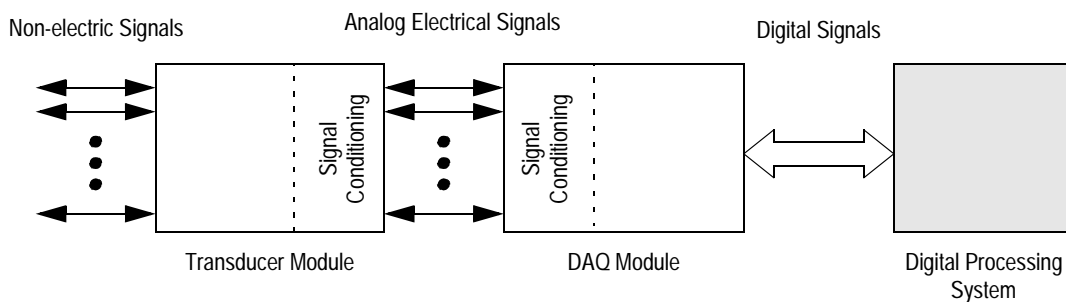 Non-electric Signals
Analog Electrical Signals
Digital Signals
Signal
Conditioning
Signal
Conditioning
Transducer Module
DAQ Module
Digital Processing
System